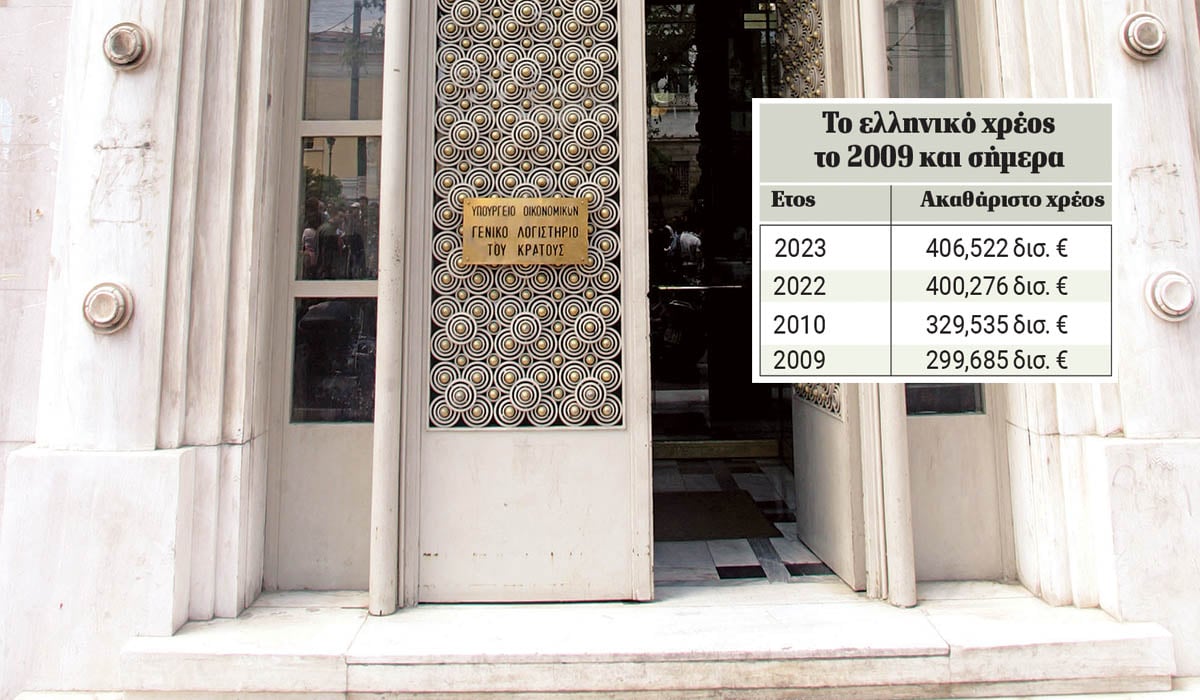 ΥΠΟΥΡΓΕΙΟ ΟΙΚΟΝΟΜΙΚΩΝ
ΓΕΝΙΚΟ ΛΟΓΙΣΤΗΡΙΟ
ΤΟΥ ΚΡΑΤΟΥΣ
Το ελληνικό χρέος
το 2009 και σήμερα
Ετος Ακαθάριστο χρέος
2023 406,522 δισ. €
2022 400,276 δισ. €
2010 329,535 δισ. €
2009 299,685 δισ. €